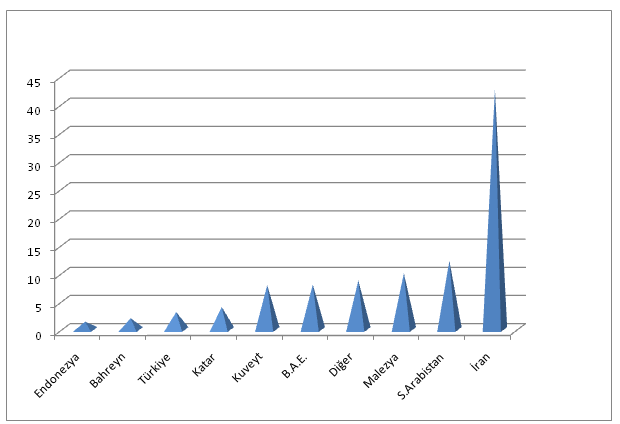 45
40
35
30
25
20
15
10
5
0
Endonezya
Bahreyn
Türkiye
Katar
Kuveyt
B.A.E.
Diğer
Malezya
S.Arabistan
İran